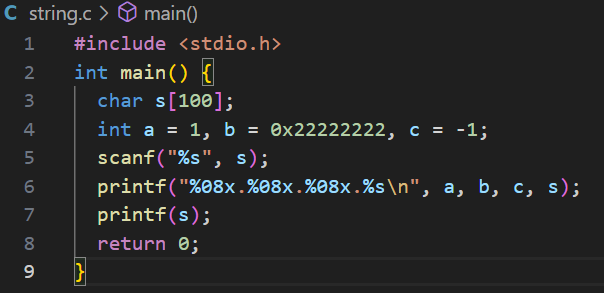 C string.c > main()
1 #include <stdio.h>
2 int main() {
3   char s[100];
4   int a = 1, b = 0x22222222, c = -1;
5   scanf("%s", s);
6   printf("%08x.%08x.%08x.%s\n", a, b, c, s);
7   printf(s);
8   return 0;
9 }